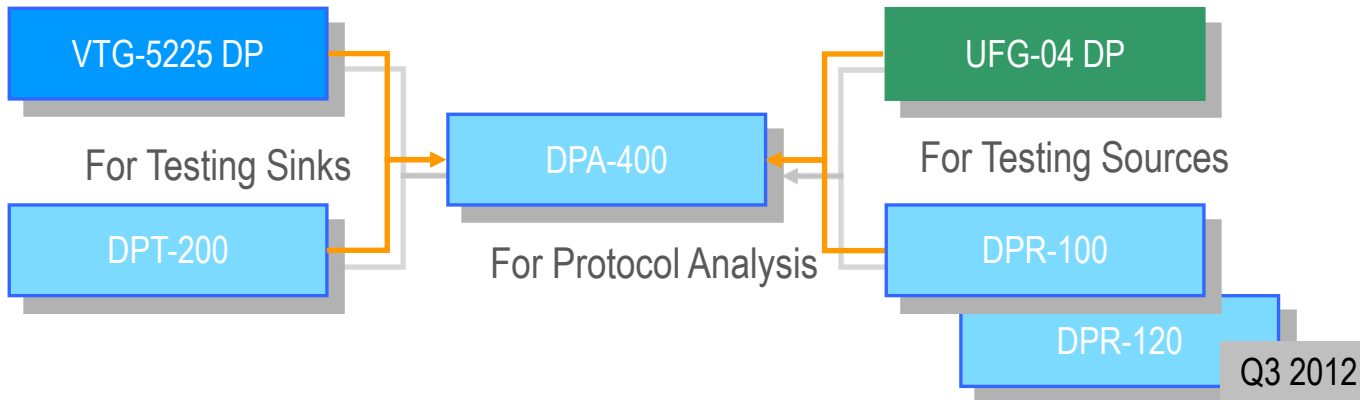 VTG-5225 DP
UFG-04 DP
For Testing Sinks
DPA-400
For Testing Sources
DPT-200
For Protocol Analysis
DPR-100
DPR-120
Q3 2012